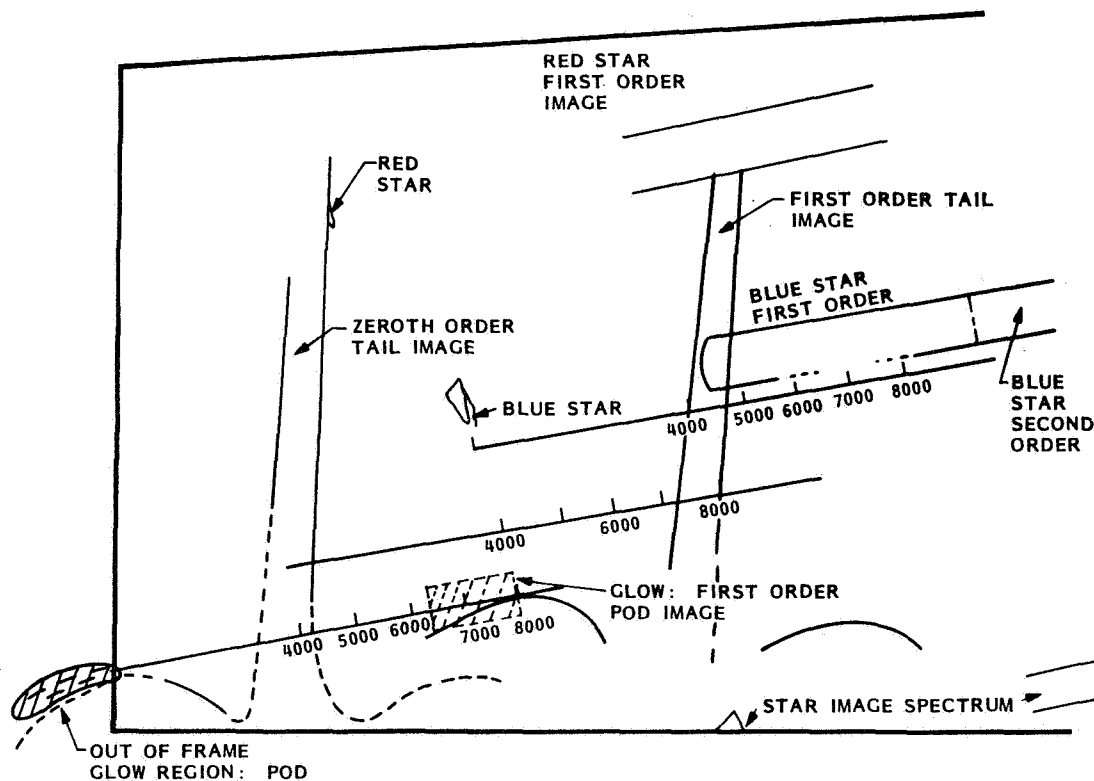 RED STAR
FIRST ORDER
IMAGE
RED
STAR
FIRST ORDER TAIL
IMAGE
BLUE STAR
FIRST ORDER
ZEROTH ORDER
TAIL IMAGE
BLUE STAR
4000 5000 6000 7000 8000
BLUE
STAR
SECOND
ORDER
4000 6000 8000
GLOW: FIRST ORDER
POD IMAGE
4000 5000 6000 7000 8000
STAR IMAGE SPECTRUM
OUT OF FRAME
GLOW REGION: POD